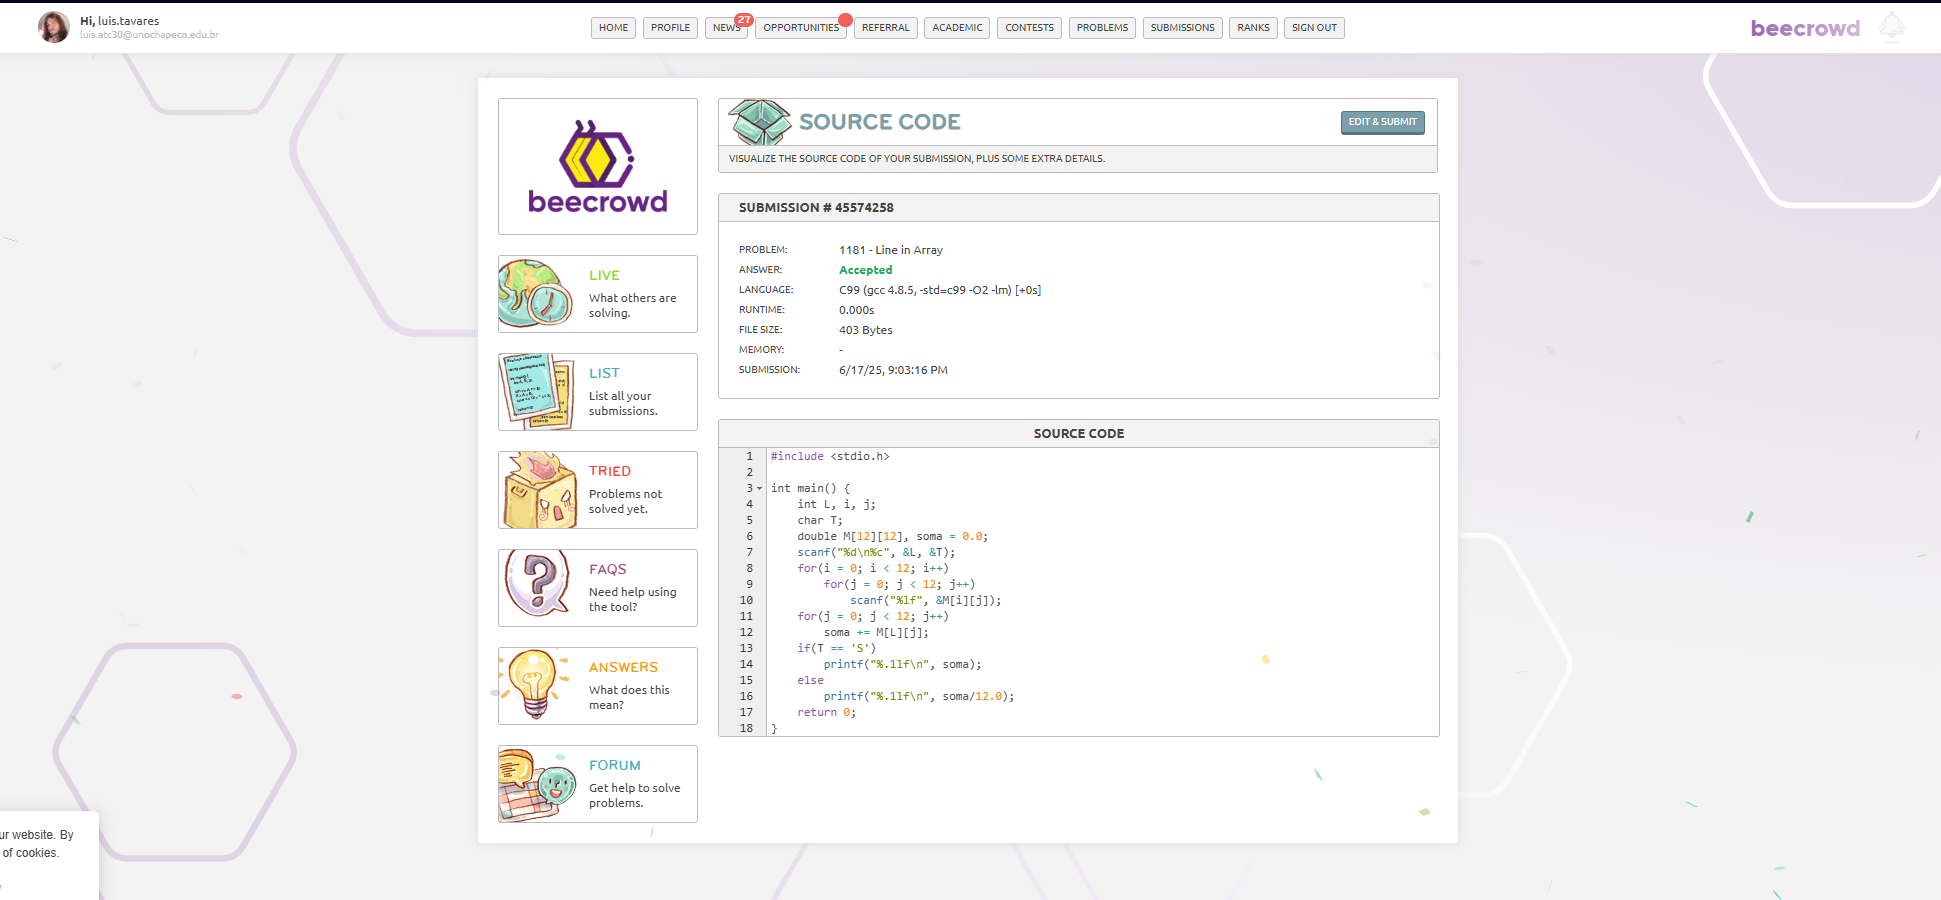 Hi, luis.tavares
luis.atc30@unochapeco.edu.br
HOME
PROFILE
NEWS
27
OPPORTUNITIES
REFERRAL
ACADEMIC
CONTESTS
PROBLEMS
SUBMISSIONS
RANKS
SIGN OUT
beecrowd
beecrowd
LIVE
What others are
solving.
LIST
List all your
submissions.
TRIED
Problems not
solved yet.
FAQS
Need help using
the tool?
ANSWERS
What does this
mean?
FORUM
Get help to solve
problems.
SOURCE CODE
EDIT & SUBMIT
VISUALIZE THE SOURCE CODE OF YOUR SUBMISSION, PLUS SOME EXTRA DETAILS.
SUBMISSION # 45574258
PROBLEM: 1181 - Line in Array
ANSWER: Accepted
LANGUAGE: C99 (gcc 4.8.5, -std=c99 -O2 -lm) [+0s]
RUNTIME: 0.000s
FILE SIZE: 403 Bytes
MEMORY: -
SUBMISSION: 6/17/25, 9:03:16 PM
SOURCE CODE
1 #include <stdio.h>
2
3 int main() {
4     int L, i, j;
5     char T;
6     double M[12][12], soma = 0.0;
7     scanf("%d\n%c", &L, &T);
8     for(i = 0; i < 12; i++)
9         for(j = 0; j < 12; j++)
10             scanf("%lf", &M[i][j]);
11     for(j = 0; j < 12; j++)
12         soma += M[L][j];
13     if(T == 'S')
14         printf("%.1lf\n", soma);
15     else
16         printf("%.1lf\n", soma/12.0);
17     return 0;
18 }
ur website. By
of cookies.